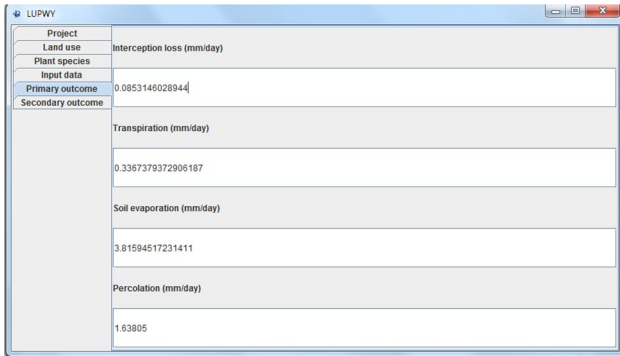 LUPWY
Project
Land use
Plant species
Input data
Primary outcome
Secondary outcome
Interception loss (mm/day)
0.0853146028944
Transpiration (mm/day)
0.3367379372906187
Soil evaporation (mm/day)
3.81594517231411
Percolation (mm/day)
1.63805